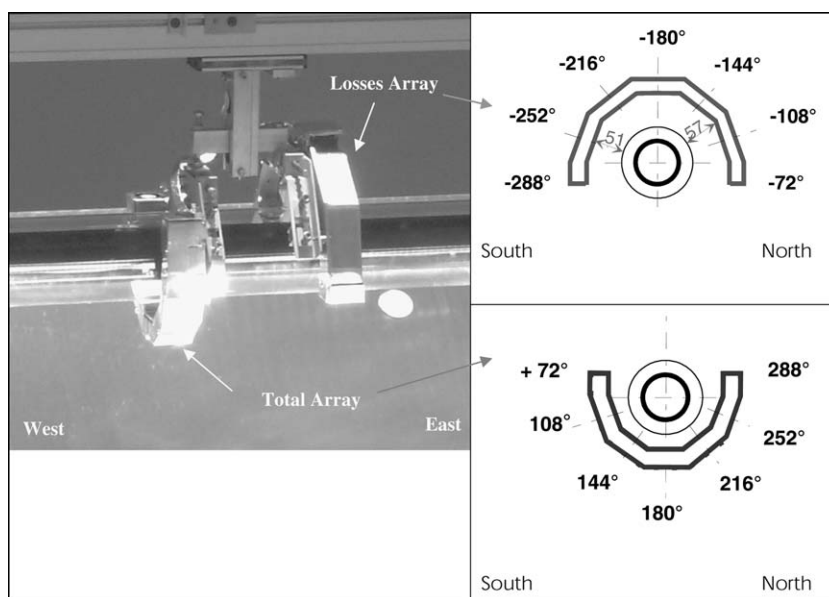 Losses Array
Total Array
West
East
-180°
-216°
-144°
-252°
-108°
51
57
-288°
-72°
South
North
+ 72°
288°
108°
252°
144°
216°
180°
South
North